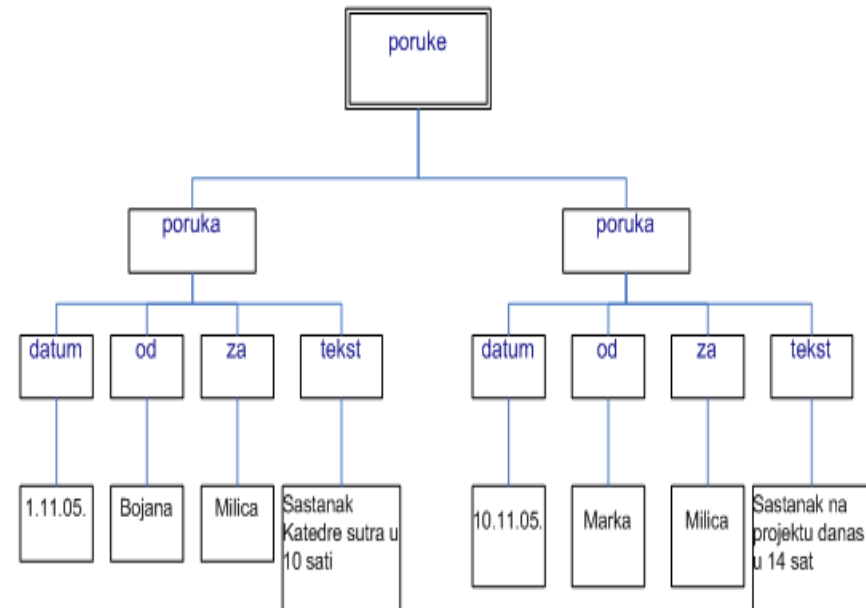 poruke
poruka
poruka
datum
od
za
tekst
datum
od
za
tekst
1.11.05.
Bojana
Milica
Sastanak
Katedre sutra u
10 sati
10.11.05.
Marka
Milica
Sastanak na
projektu danas
u 14 sat